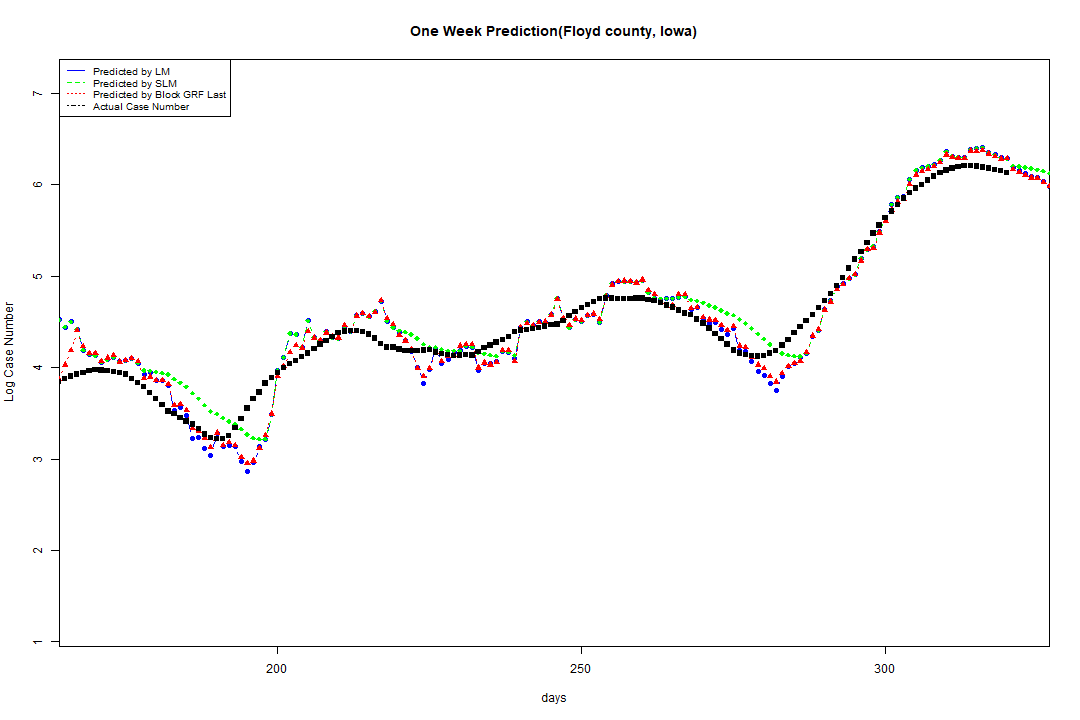 One Week Prediction(Floyd county, Iowa)
Predicted by LM
Predicted by SLM
Predicted by Block GRF Last
Actual Case Number
7
6
5
4
3
2
1
Log Case Number
200 250 300
days